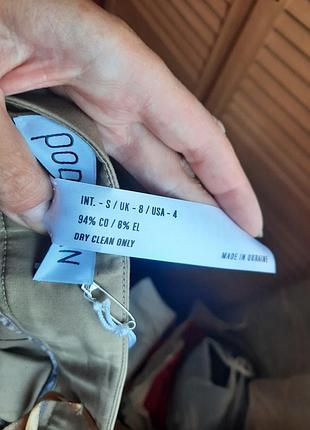 INT. - S / UK - 8 / USA - 4
94% CO / 6% EL
DRY CLEAN ONLY
MADE IN UKRAINE